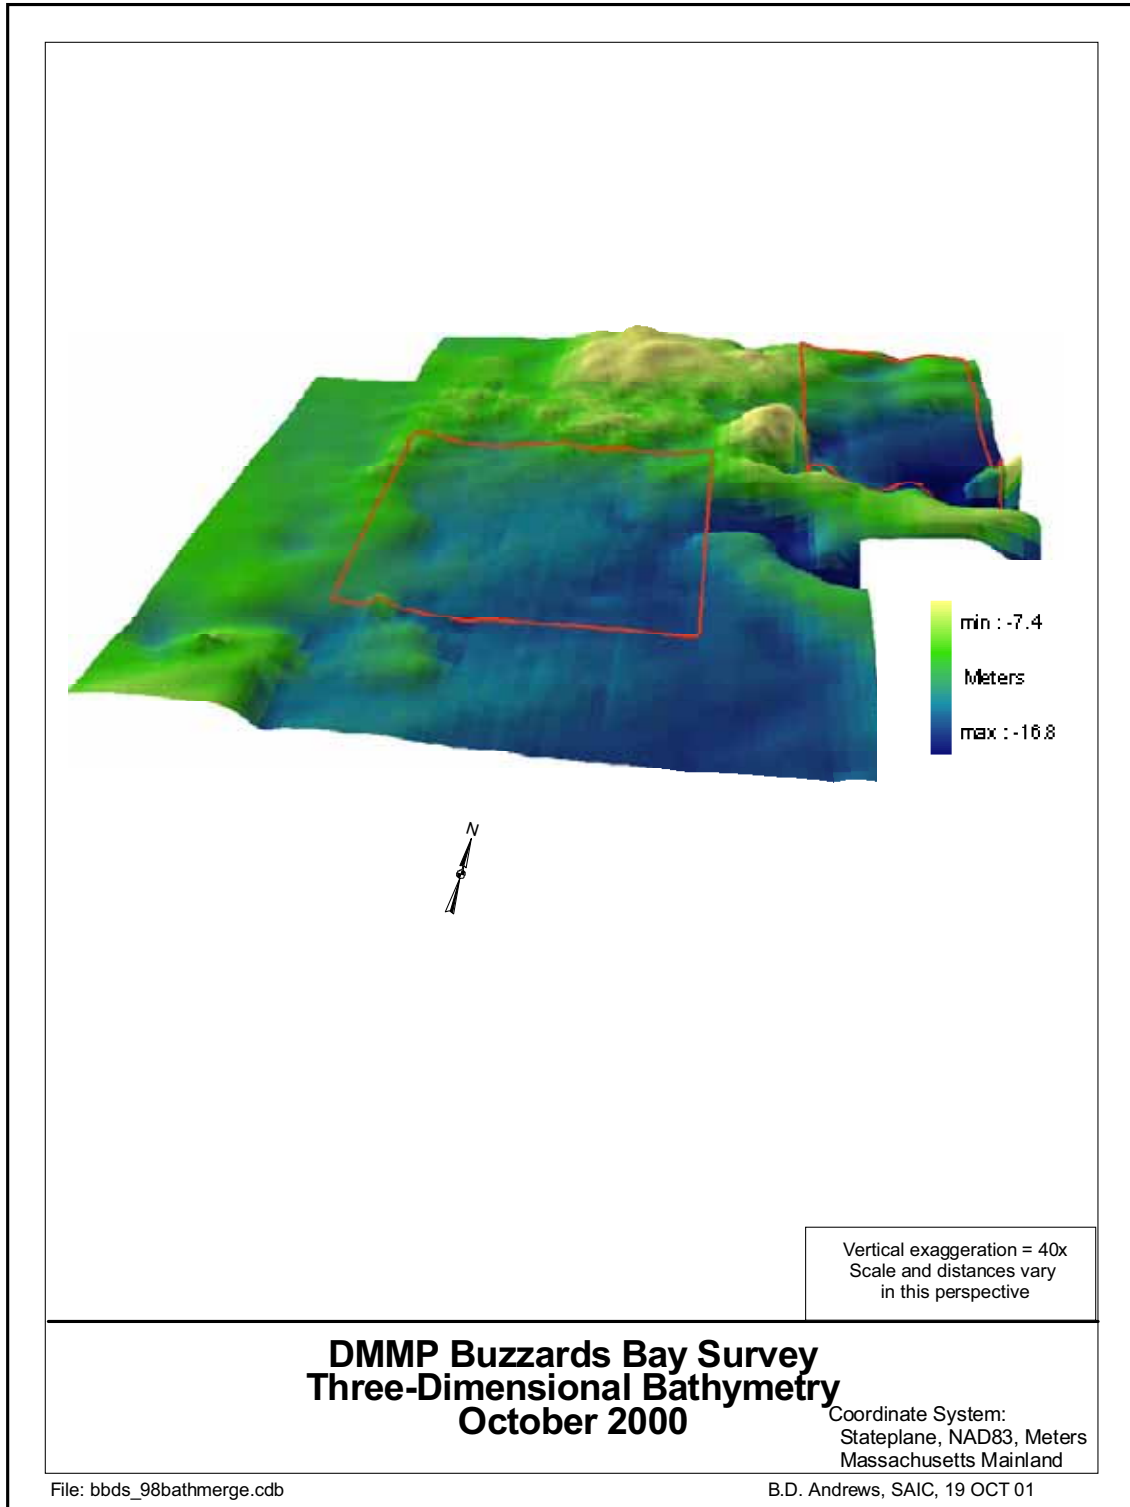 min : -7.4
Meters
max : -16.8
N
Vertical exaggeration = 40x
Scale and distances vary
in this perspective
DMMP Buzzards Bay Survey
Three-Dimensional Bathymetry
October 2000
Coordinate System:
Stateplane, NAD83, Meters
Massachusetts Mainland
File: bbds_98bathmerge.cdb
B.D. Andrews, SAIC, 19 OCT 01